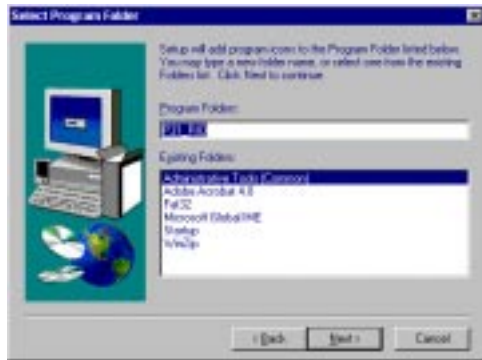 Select Program Folder
Setup will add program icons to the Program Folder listed below.
You may type a new folder name, or select one from the existing
Folders list. Click Next to continue.
Program Folders:
Existing Folders:
Administrative Tools (Common)
Adobe Acrobat 4.0
Fat32
Microsoft Global IME
Startup
WinZip
< Back
Next >
Cancel